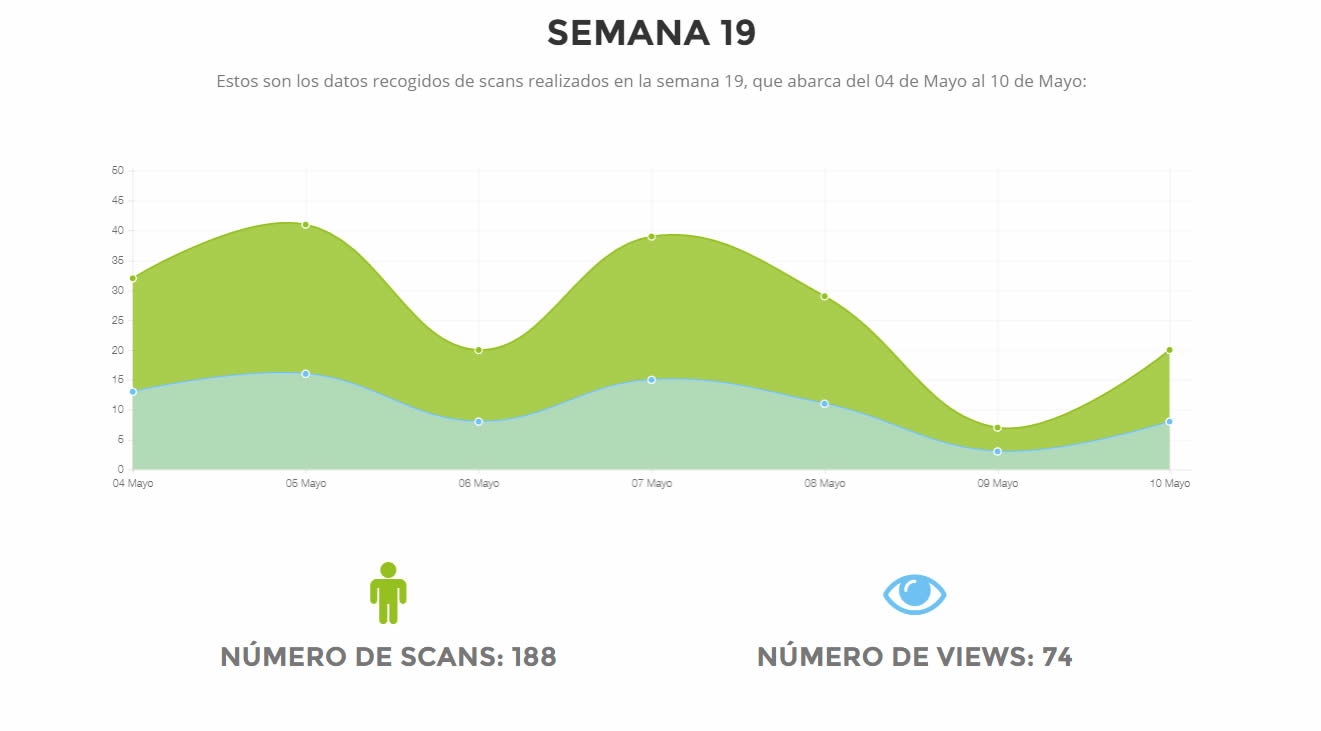 SEMANA 19
Estos son los datos recogidos de scans realizados en la semana 19, que abarca del 04 de Mayo al 10 de Mayo:
50
45
40
35
30
25
20
15
10
5
0
04 Mayo 05 Mayo 06 Mayo 07 Mayo 08 Mayo 09 Mayo 10 Mayo
NÚMERO DE SCANS: 188 NÚMERO DE VIEWS: 74